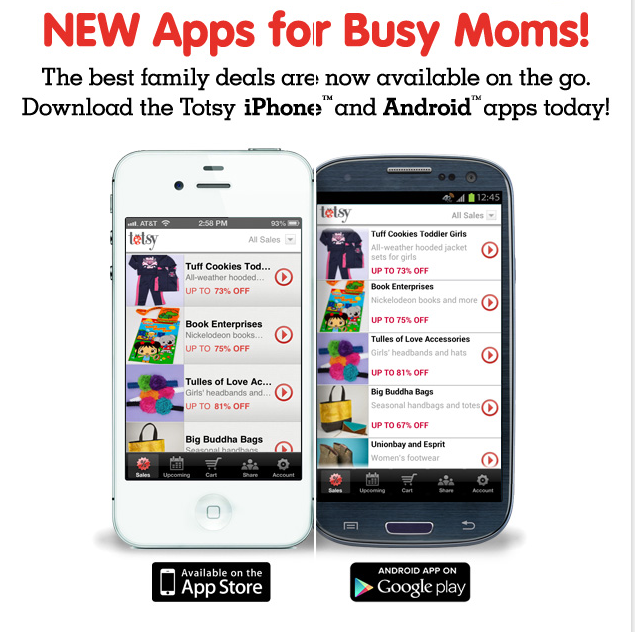 NEW Apps for Busy Moms!
The best family deals are now available on the go.
Download the Totsy iPhone™ and Android™ apps today!
AT&T 2:58 PM 93%
totsy All Sales
Tuff Cookies Tod...
All-weather hooded...
UP TO 73% OFF
Book Enterprises
Nickelodeon books...
UP TO 75% OFF
Tulles of Love Ac...
Girls' headbands and...
UP TO 81% OFF
Big Buddha Bags
Seasonal handbags
Sales Upcoming Cart Share Account
4G 12:45
totsy All Sales
Tuff Cookies Toddler Girls
All-weather hooded jacket
sets for girls
UP TO 73% OFF
Book Enterprises
Nickelodeon books and more
UP TO 75% OFF
Tulles of Love Accessories
Girls' headbands and hats
UP TO 81% OFF
Big Buddha Bags
Seasonal handbags and totes
UP TO 67% OFF
Unionbay and Esprit
Women's footwear
Sales Upcoming Cart Share Account
Available on the
App Store
ANDROID APP ON
Google play